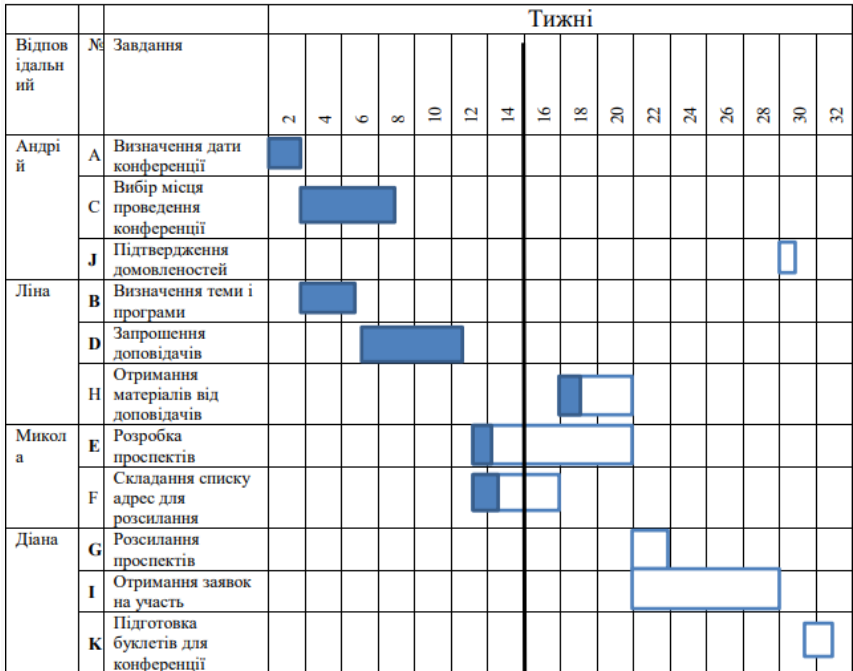 Тижні
Відпов
ідальн
ий
№
Завдання
2 4 6 8 10 12 14 16 18 20 22 24 26 28 30 32
Андрі
й
A
Визначення дати
конференції
C
Вибір місця
проведення
конференції
J
Підтвердження
домовленостей
Ліна
B
Визначення теми і
програми
D
Запрошення
доповідачів
H
Отримання
матеріалів від
доповідачів
Микол
а
E
Розробка
проспектів
F
Складання списку
адрес для
розсилання
Діана
G
Розсилання
проспектів
I
Отримання заявок
на участь
K
Підготовка
буклетів для
конференції